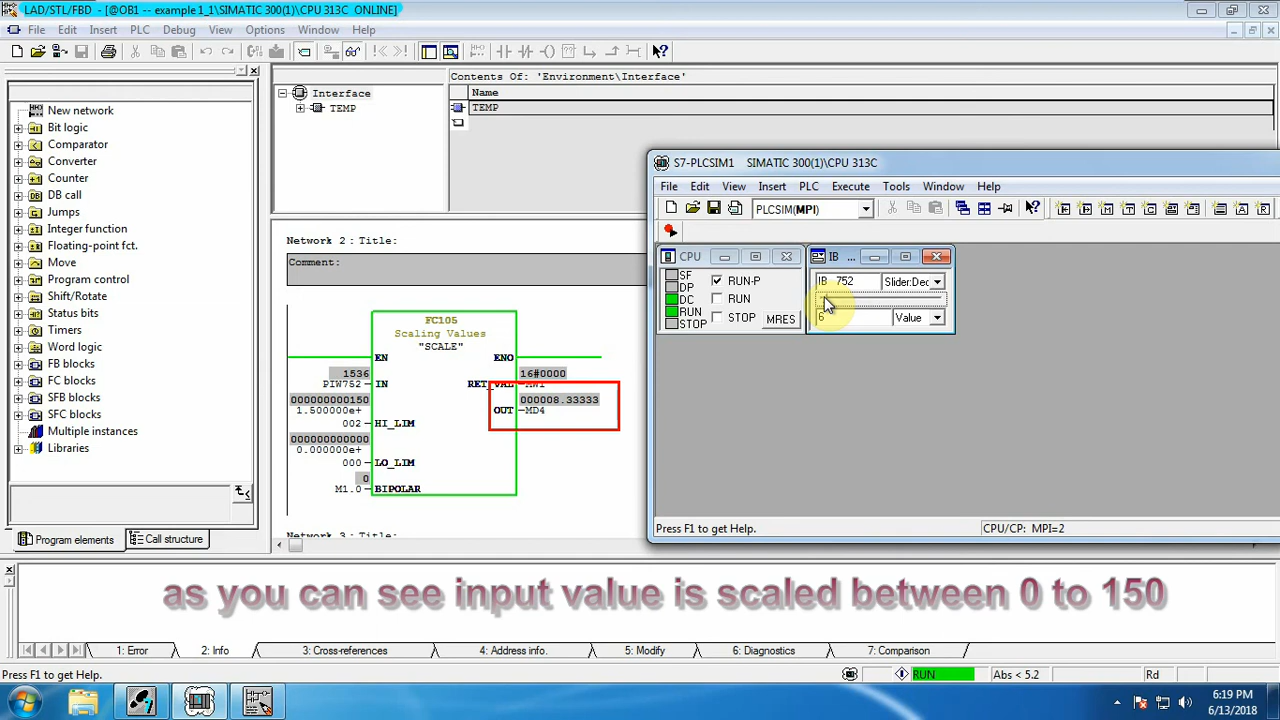 LAD/STL/FBD - [@OB1 -- example 1_1\SIMATIC 300(1)\CPU 313C ONLINE]
File Edit Insert PLC Debug View Options Window Help
New network
Bit logic
Comparator
Converter
Counter
DB call
Jumps
Integer function
Floating-point fct.
Move
Program control
Shift/Rotate
Status bits
Timers
Word logic
FB blocks
FC blocks
SFB blocks
SFC blocks
Multiple instances
Libraries
Program elements
Call structure
Interface
TEMP
Contents Of: 'Environment\Interface'
Name
TEMP
Network 2 : Title:
Comment:
FC105
Scaling Values
"SCALE"
EN ENO
1536 16#0000
PIW752 IN RET_VAL MW1
000000000150 000008.33333
1.500000e+ OUT MD4
002 HI_LIM
000000000000
0.000000e+
000 LO_LIM
0
M1.0 BIPOLAR
Network 3 : Title:
S7-PLCSIM1 SIMATIC 300(1)\CPU 313C
File Edit View Insert PLC Execute Tools Window Help
PLCSIM(MPI)
CPU
SF
DP
DC
RUN
STOP
RUN-P
RUN
STOP
MRES
IB ...
IB 752 Slider:Dec
6 Value
Press F1 to get Help. CPU/CP: MPI=2
as you can see input value is scaled between 0 to 150
1: Error 2: Info 3: Cross-references 4: Address info. 5: Modify 6: Diagnostics 7: Comparison
Press F1 to get Help. RUN Abs < 5.2 Rd
6:19 PM
6/13/2018